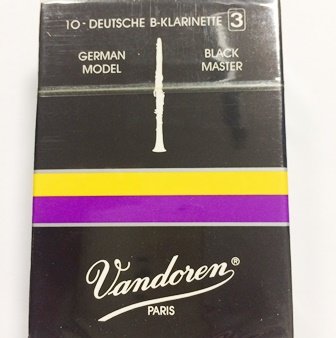 10 - DEUTSCHE B-KLARINETTE 3
GERMAN MODEL
BLACK MASTER
Vandoren®
PARIS